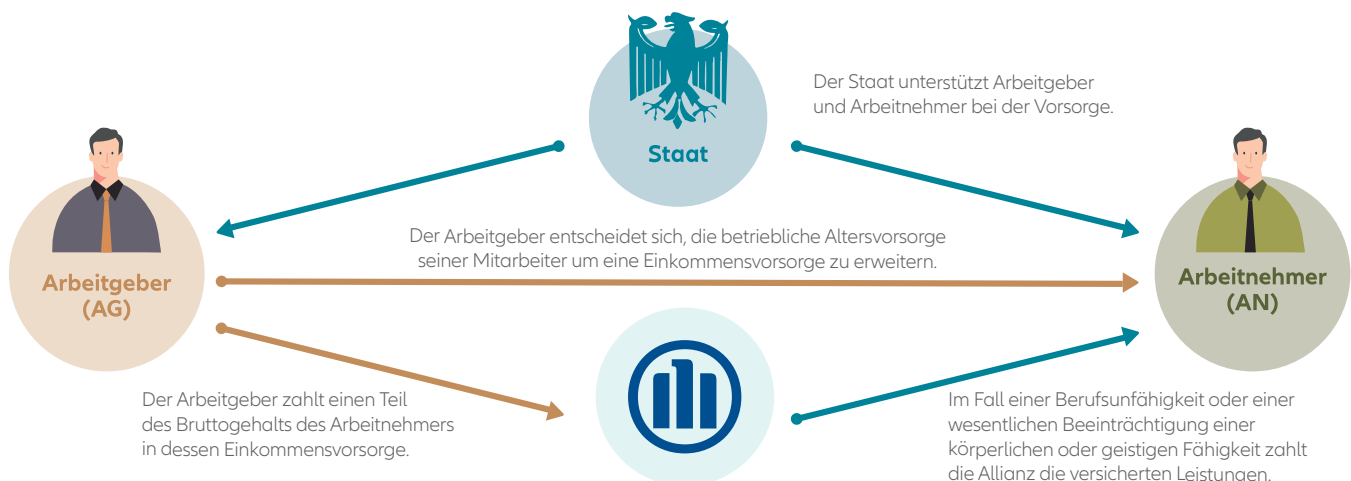 Der Staat unterstützt Arbeitgeber
und Arbeitnehmer bei der Vorsorge.
Staat
Der Arbeitgeber entscheidet sich, die betriebliche Altersvorsorge
seiner Mitarbeiter um eine Einkommensvorsorge zu erweitern.
Arbeitgeber
(AG)
Arbeitnehmer
(AN)
Der Arbeitgeber zahlt einen Teil
des Bruttogehalts des Arbeitnehmers
in dessen Einkommensvorsorge.
Im Fall einer Berufsunfähigkeit oder einer
wesentlichen Beeinträchtigung einer
körperlichen oder geistigen Fähigkeit zahlt
die Allianz die versicherten Leistungen.